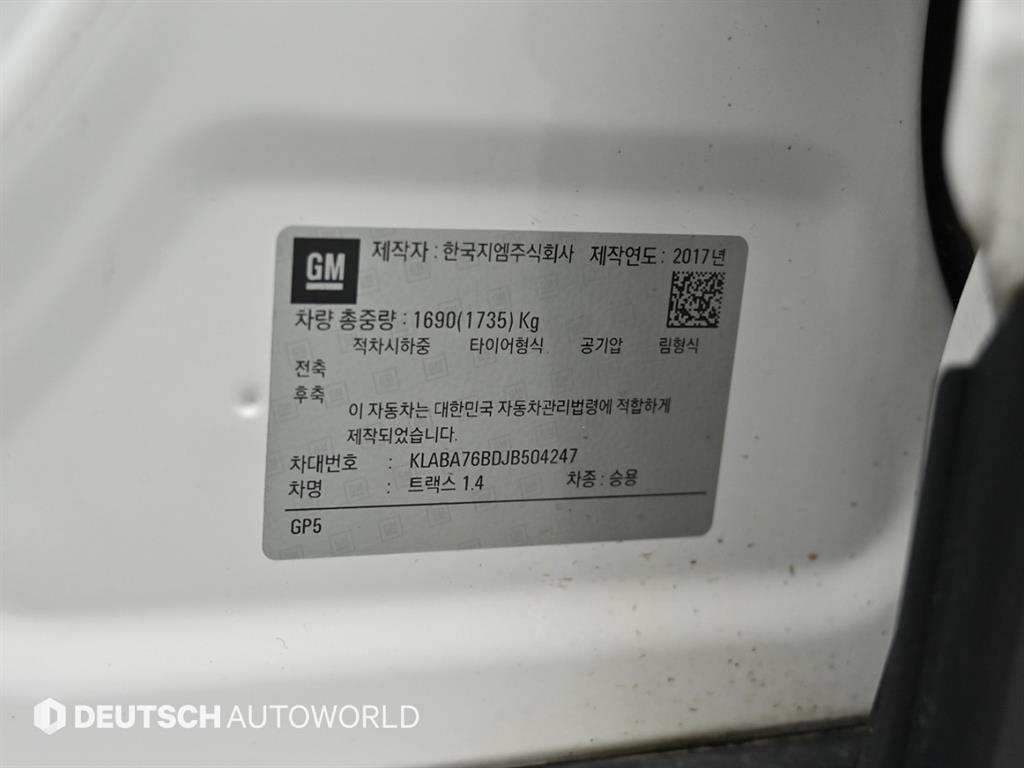 GM 제작자 : 한국지엠주식회사 제작연도 : 2017년
차량 총중량 : 1690(1735) Kg
적차시하중 타이어형식 공기압 림형식
전축
후축
이 자동차는 대한민국 자동차관리법령에 적합하게
제작되었습니다.
차대번호 : KLABA76BDJB504247
차명 : 트랙스 1.4 차종 : 승용
GP5
DEUTSCH AUTOWORLD